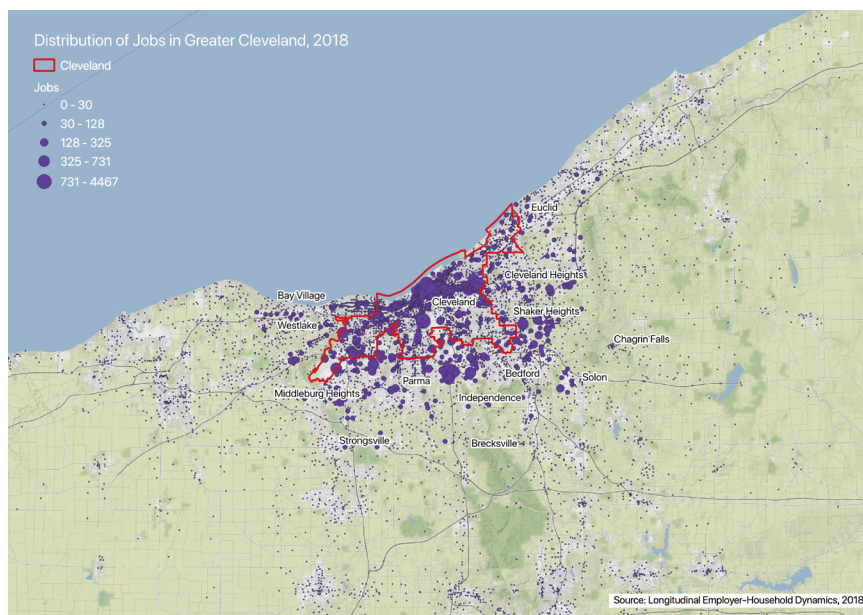 Distribution of Jobs in Greater Cleveland, 2018
Cleveland
Jobs
0 - 30
30 - 128
128 - 325
325 - 731
731 - 4467
Euclid
Cleveland Heights
Bay Village
Cleveland
Shaker Heights
Westlake
Chagrin Falls
Bedford
Solon
Parma
Middleburg Heights
Independence
Strongsville
Brecksville
Source: Longitudinal Employer-Household Dynamics, 2018